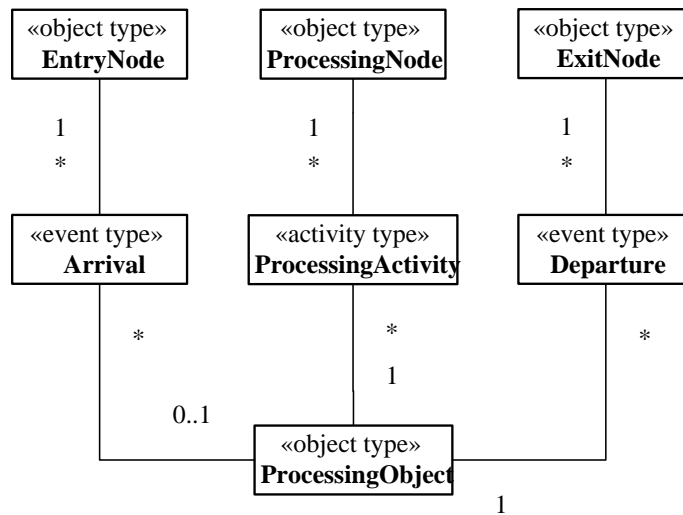 «object type»
EntryNode
«object type»
ProcessingNode
«object type»
ExitNode
1
*
1
*
1
*
«event type»
Arrival
«activity type»
ProcessingActivity
«event type»
Departure
*
*
*
1
0..1
«object type»
ProcessingObject
1